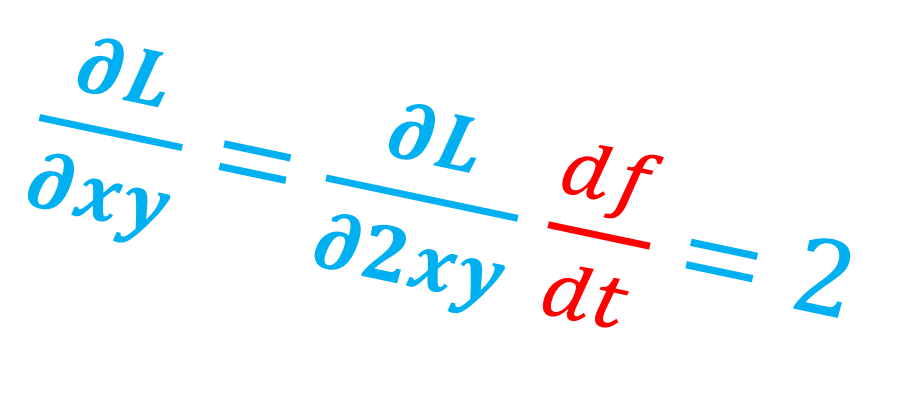 ∂L/∂xy = ∂L/∂2xy df/dt = 2